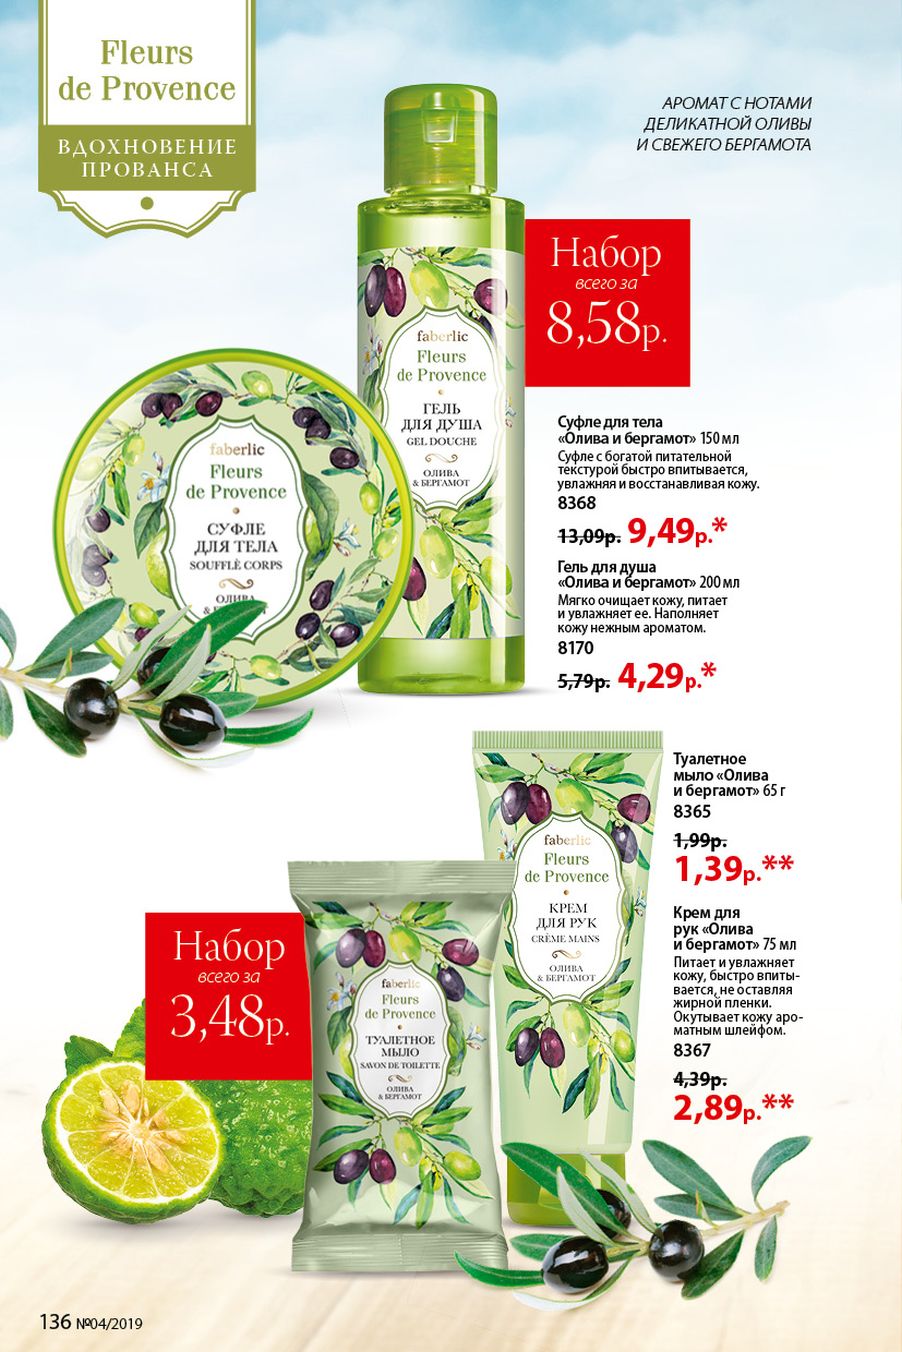 Fleurs
de Provence
ВДОХНОВЕНИЕ
ПРОВАНСА
АРОМАТ С НОТАМИ
ДЕЛИКАТНОЙ ОЛИВЫ
И СВЕЖЕГО БЕРГАМОТА
Набор
всего за
8,58р.
faberlic
Fleurs
de Provence
ГЕЛЬ
ДЛЯ ДУША
GEL DOUCHE
ОЛИВА
& БЕРГАМОТ
faberlic
Fleurs
de Provence
СУФЛЕ
ДЛЯ ТЕЛА
SOUFFLÉ CORPS
ОЛИВА
Суфле для тела
«Олива и бергамот» 150 мл
Суфле с богатой питательной
текстурой быстро впитывается,
увлажняя и восстанавливая кожу.
8368
13,09р. 9,49р.*
Гель для душа
«Олива и бергамот» 200 мл
Мягко очищает кожу, питает
и увлажняет ее. Наполняет
кожу нежным ароматом.
8170
5,79р. 4,29р.*
Туалетное
мыло «Олива
и бергамот» 65 г
8365
1,99р.
1,39р.**
Крем для
рук «Олива
и бергамот» 75 мл
Питает и увлажняет
кожу, быстро впиты-
вается, не оставляя
жирной пленки.
Окутывает кожу аро-
матным шлейфом.
8367
4,39р.
2,89р.**
faberlic
Fleurs
de Provence
КРЕМ
ДЛЯ РУК
CRÈME MAINS
ОЛИВА
& БЕРГАМОТ
Набор
всего за
3,48р.
faberlic
Fleurs
de Provence
ТУАЛЕТНОЕ
МЫЛО
SAVON DE TOILETTE
ОЛИВА
& БЕРГАМОТ
136 №04/2019